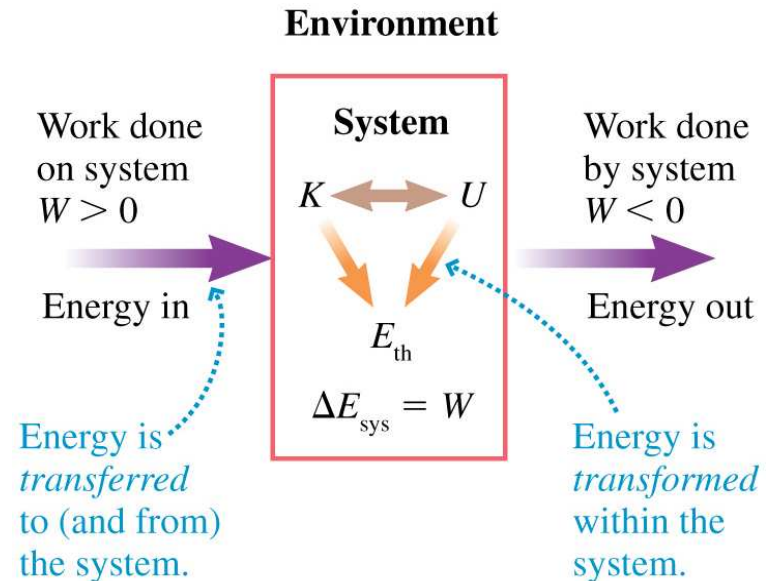 Environment
Work done
on system
W > 0
Energy in
System
K U
E_th
ΔE_sys = W
Work done
by system
W < 0
Energy out
Energy is
transferred
to (and from)
the system.
Energy is
transformed
within the
system.